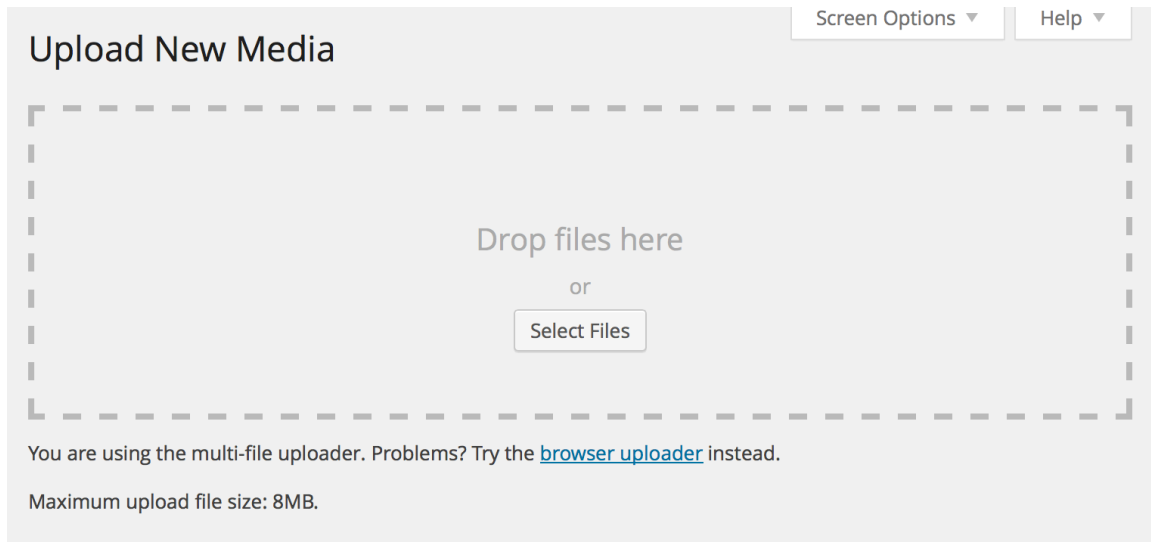 Screen Options
Help
Upload New Media
Drop files here
or
Select Files
You are using the multi-file uploader. Problems? Try the browser uploader instead.
Maximum upload file size: 8MB.